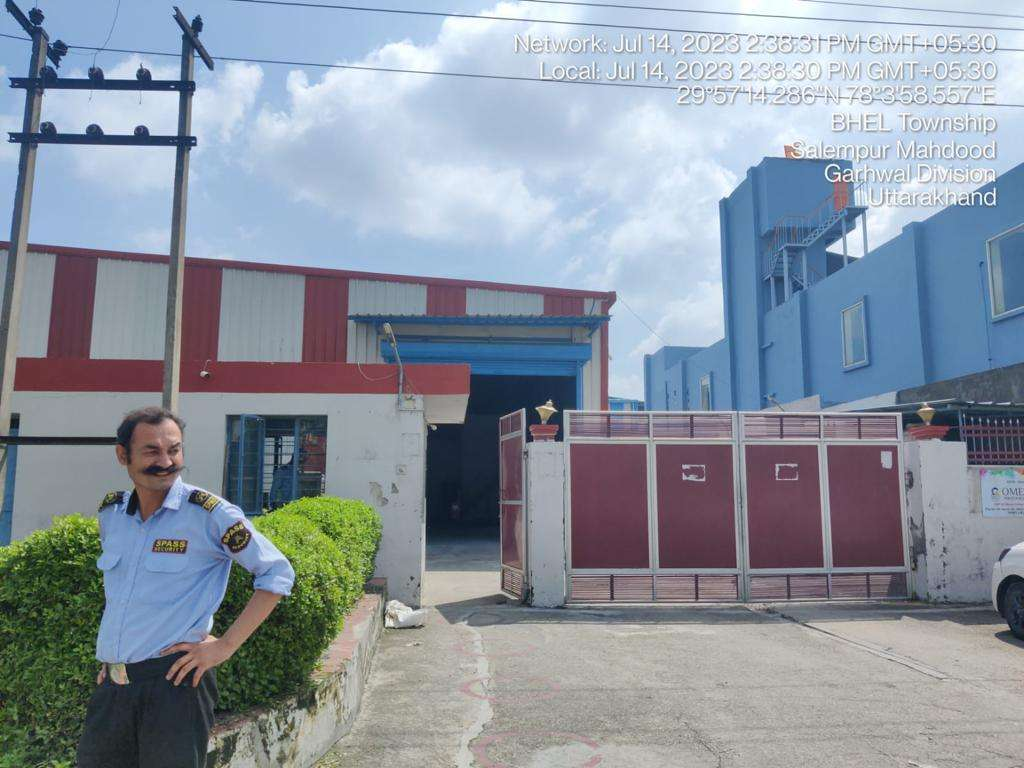 Network: Jul 14, 2023 2:38:31 PM GMT+05:30
Local: Jul 14, 2023 2:38:30 PM GMT+05:30
29°57'14.286"N 78°3'58.557"E
BHEL Township
Salempur Mahdood
Garhwal Division
Uttarakhand
SPASS
SECURITY
SPASS
OME